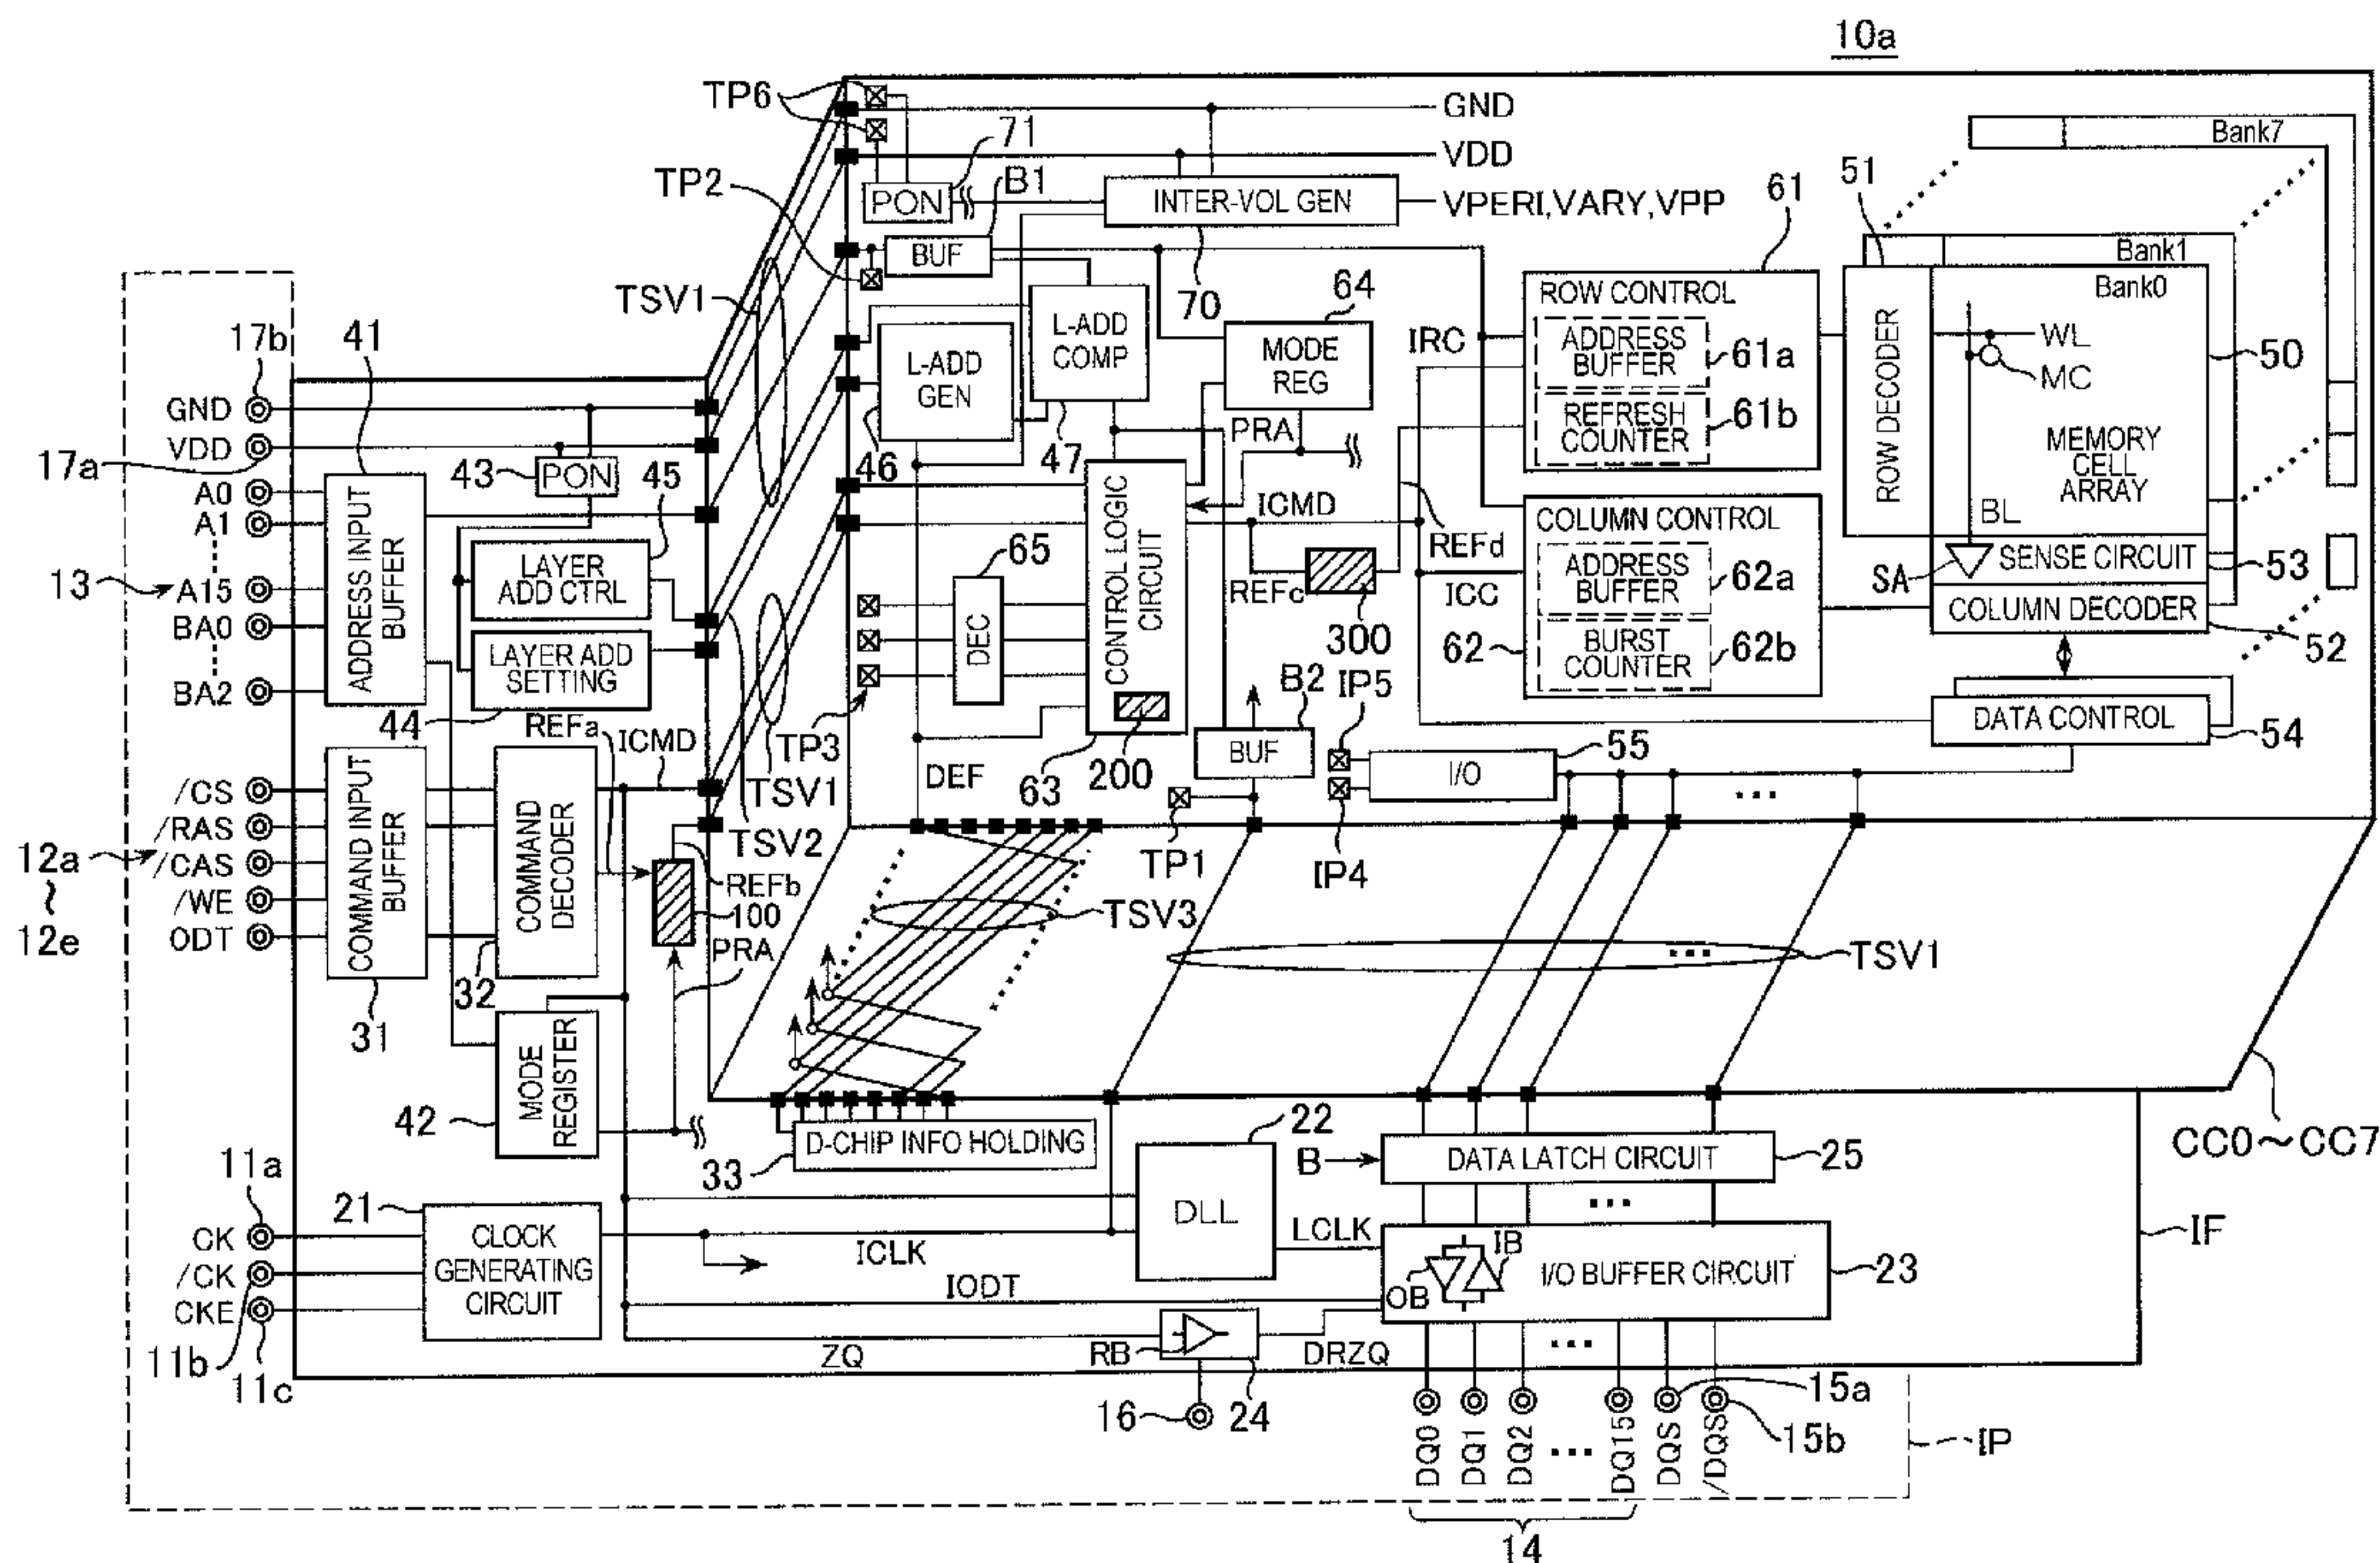 10a
TP6
GND
71
Bank7
VDD
TP2
B1
51
PON
INTER-VOL GEN
VPERI,VARY,VPP
61
BUF
Bank1
TSV1
70
64
ROW CONTROL
Bank0
17b
41
L-ADD
COMP
L-ADD
GEN
MODE
REG
IRC
ADDRESS
BUFFER
61a
ROW DECODER
WL
50
MC
GND
REFRESH
COUNTER
61b
VDD
PRA
17a
43
PON
45
46
47
MEMORY
CELL
ARRAY
A0
A1
ADDRESS INPUT
BUFFER
ICMD
COLUMN CONTROL
BL
LAYER
ADD CTRL
65
CONTROL LOGIC
CIRCUIT
REFd
ADDRESS
BUFFER
62a
SA
SENSE CIRCUIT
53
13
A15
REFc
ICC
COLUMN DECODER
BA0
DEC
300
62
BURST
COUNTER
62b
52
LAYER ADD
SETTING
BA2
B2
IP5
44
REFa
ICMD
TP3
DATA CONTROL
54
BUF
I/O
55
/CS
COMMAND INPUT
BUFFER
COMMAND
DECODER
TSV1
DEF
63
200
...
/RAS
TSV2
TP1
IP4
12a
~
12e
/CAS
/WE
ODT
REFb
100
TSV3
PRA
... TSV1
32
31
MODE
REGISTER
42
22
D-CHIP INFO HOLDING
33
B
DATA LATCH CIRCUIT
25
CC0~CC7
11a
21
DLL
...
CK
CLOCK
GENERATING
CIRCUIT
ICLK
LCLK
IB
IF
/CK
I/O BUFFER CIRCUIT
23
CKE
IODT
OB
11b
11c
ZQ
RB
DRZQ
...
16
24
15a
DQ0
DQ1
DQ2
...
DQ15
DQS
/DQS
15b
IP
14